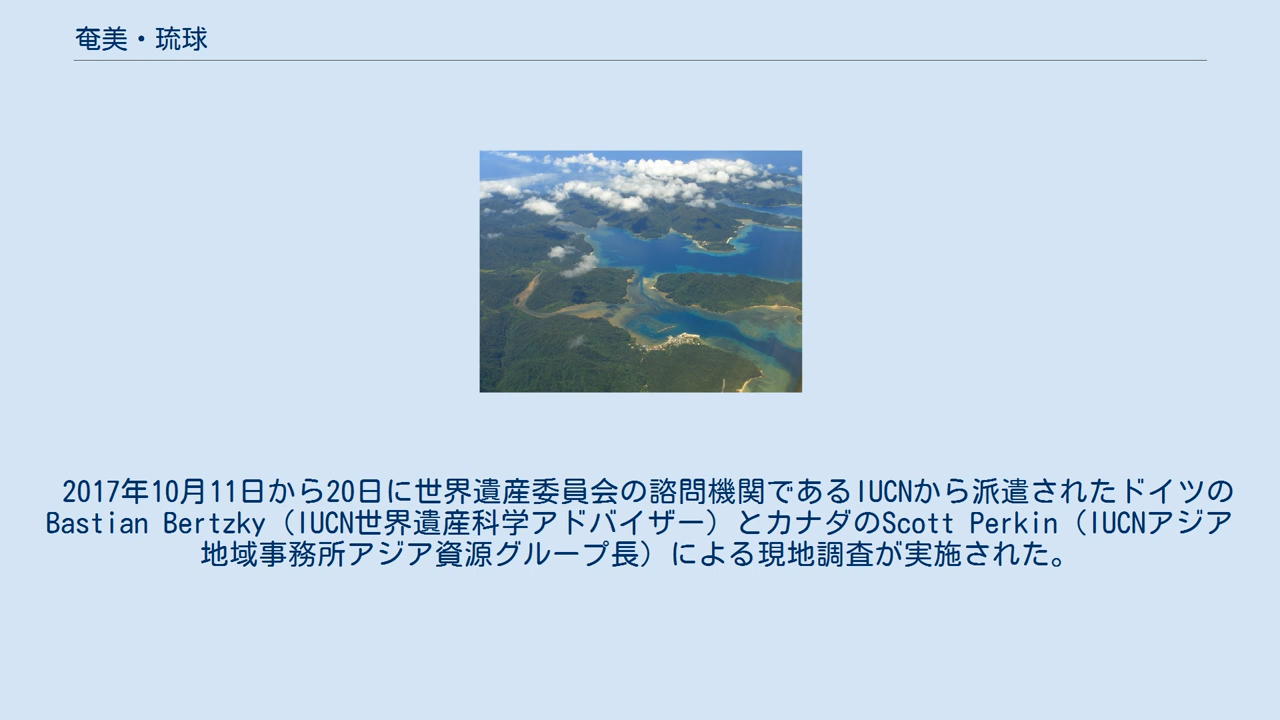 奄美・琉球
2017年10月11日から20日に世界遺産委員会の諮問機関であるIUCNから派遣されたドイツの
Bastian Bertzky（IUCN世界遺産科学アドバイザー）とカナダのScott Perkin（IUCNアジア
地域事務所アジア資源グループ長）による現地調査が実施された。